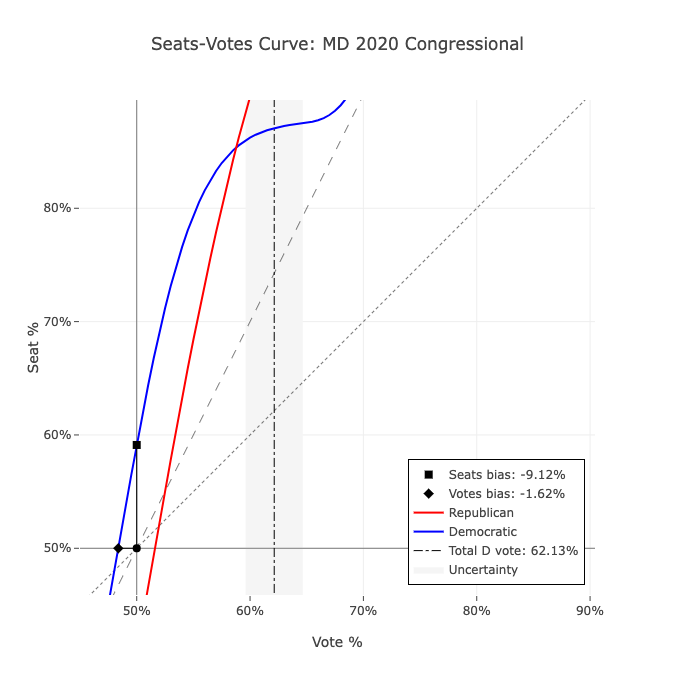 Seats-Votes Curve: MD 2020 Congressional
Seat %
80%
70%
60%
50%
Seats bias: -9.12%
Votes bias: -1.62%
Republican
Democratic
Total D vote: 62.13%
Uncertainty
50%
60%
70%
80%
90%
Vote %